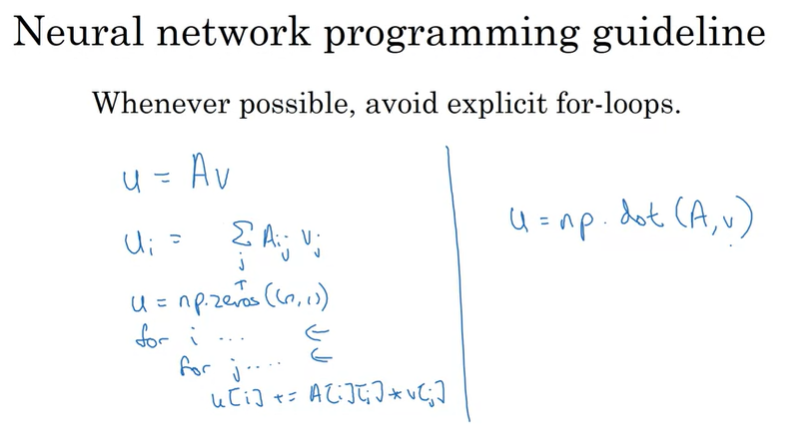 Neural network programming guideline
Whenever possible, avoid explicit for-loops.
u = Av
uᵢ = Σⱼ Aᵢⱼ vⱼ
u = np.zeros((n,1))
for i ... ←
for j .... ←
u[i] += A[i][j] * v[j]
u = np.dot(A,v)